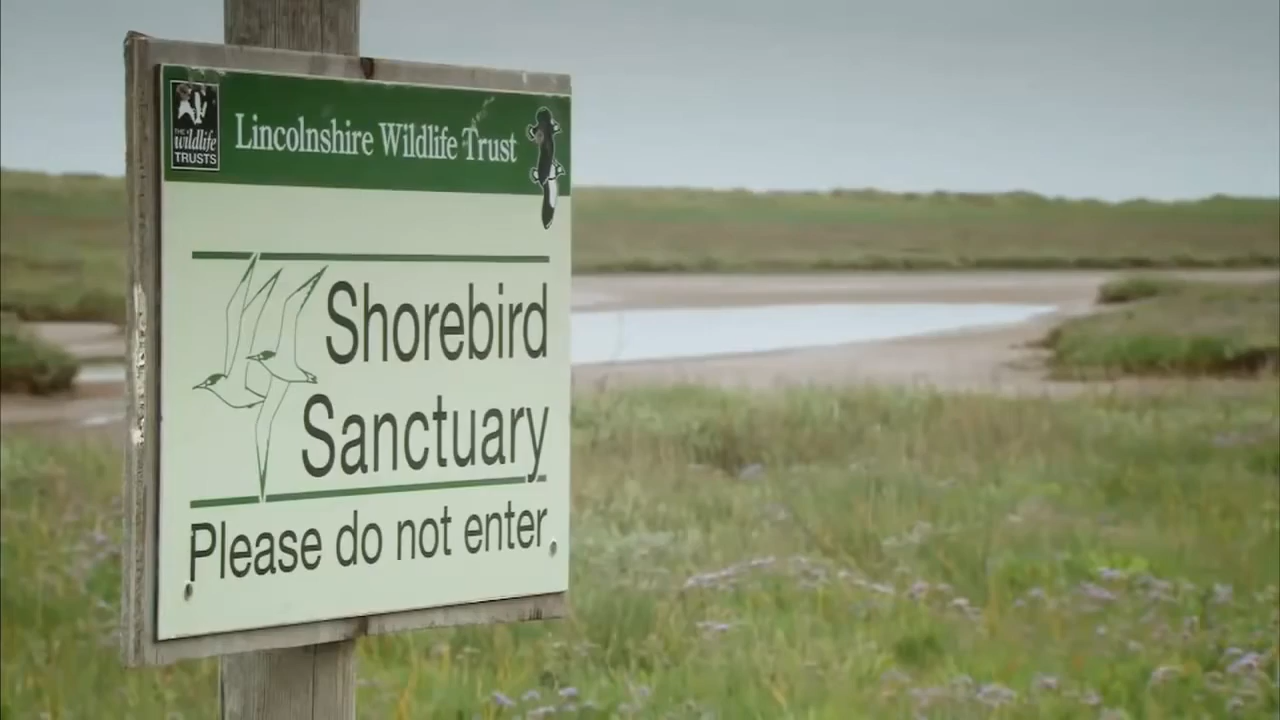 THE
wildlife
TRUSTS
Lincolnshire Wildlife Trust
Shorebird
Sanctuary
Please do not enter